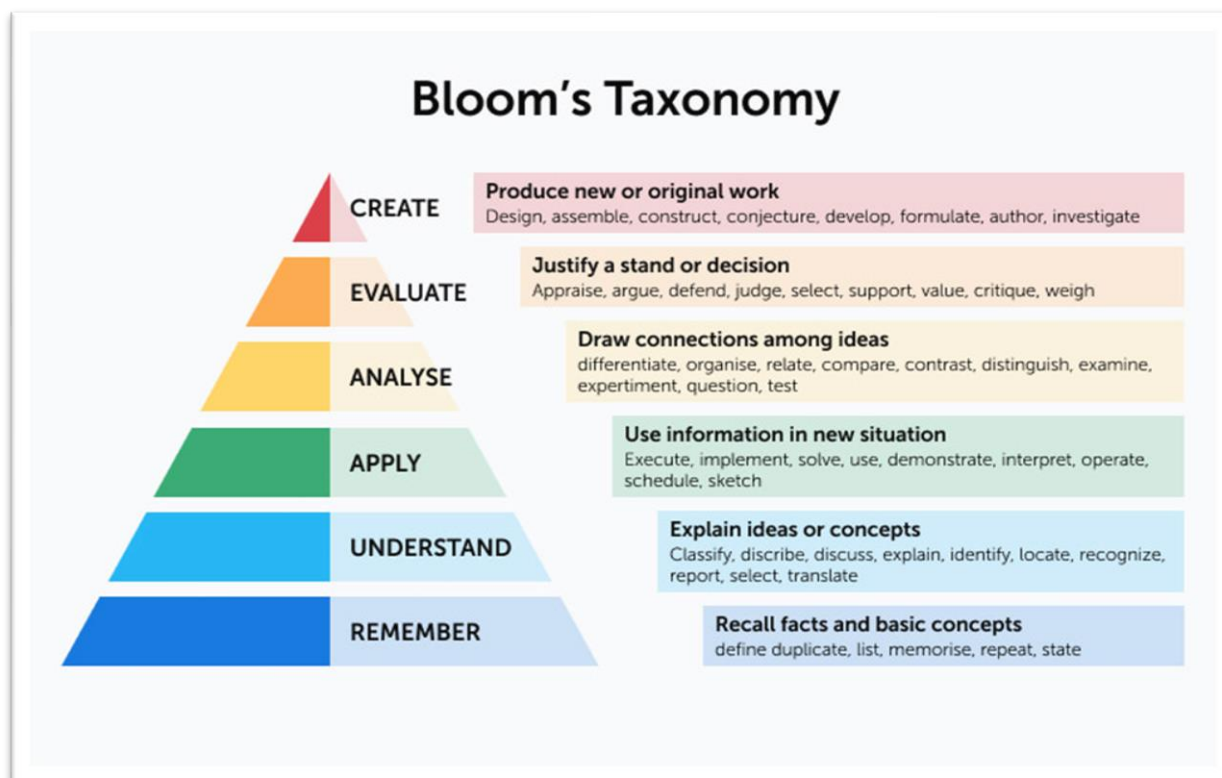 Bloom's Taxonomy
CREATE
Produce new or original work
Design, assemble, construct, conjecture, develop, formulate, author, investigate
EVALUATE
Justify a stand or decision
Appraise, argue, defend, judge, select, support, value, critique, weigh
ANALYSE
Draw connections among ideas
differentiate, organise, relate, compare, contrast, distinguish, examine,
expertiment, question, test
APPLY
Use information in new situation
Execute, implement, solve, use, demonstrate, interpret, operate,
schedule, sketch
UNDERSTAND
Explain ideas or concepts
Classify, discribe, discuss, explain, identify, locate, recognize,
report, select, translate
REMEMBER
Recall facts and basic concepts
define duplicate, list, memorise, repeat, state